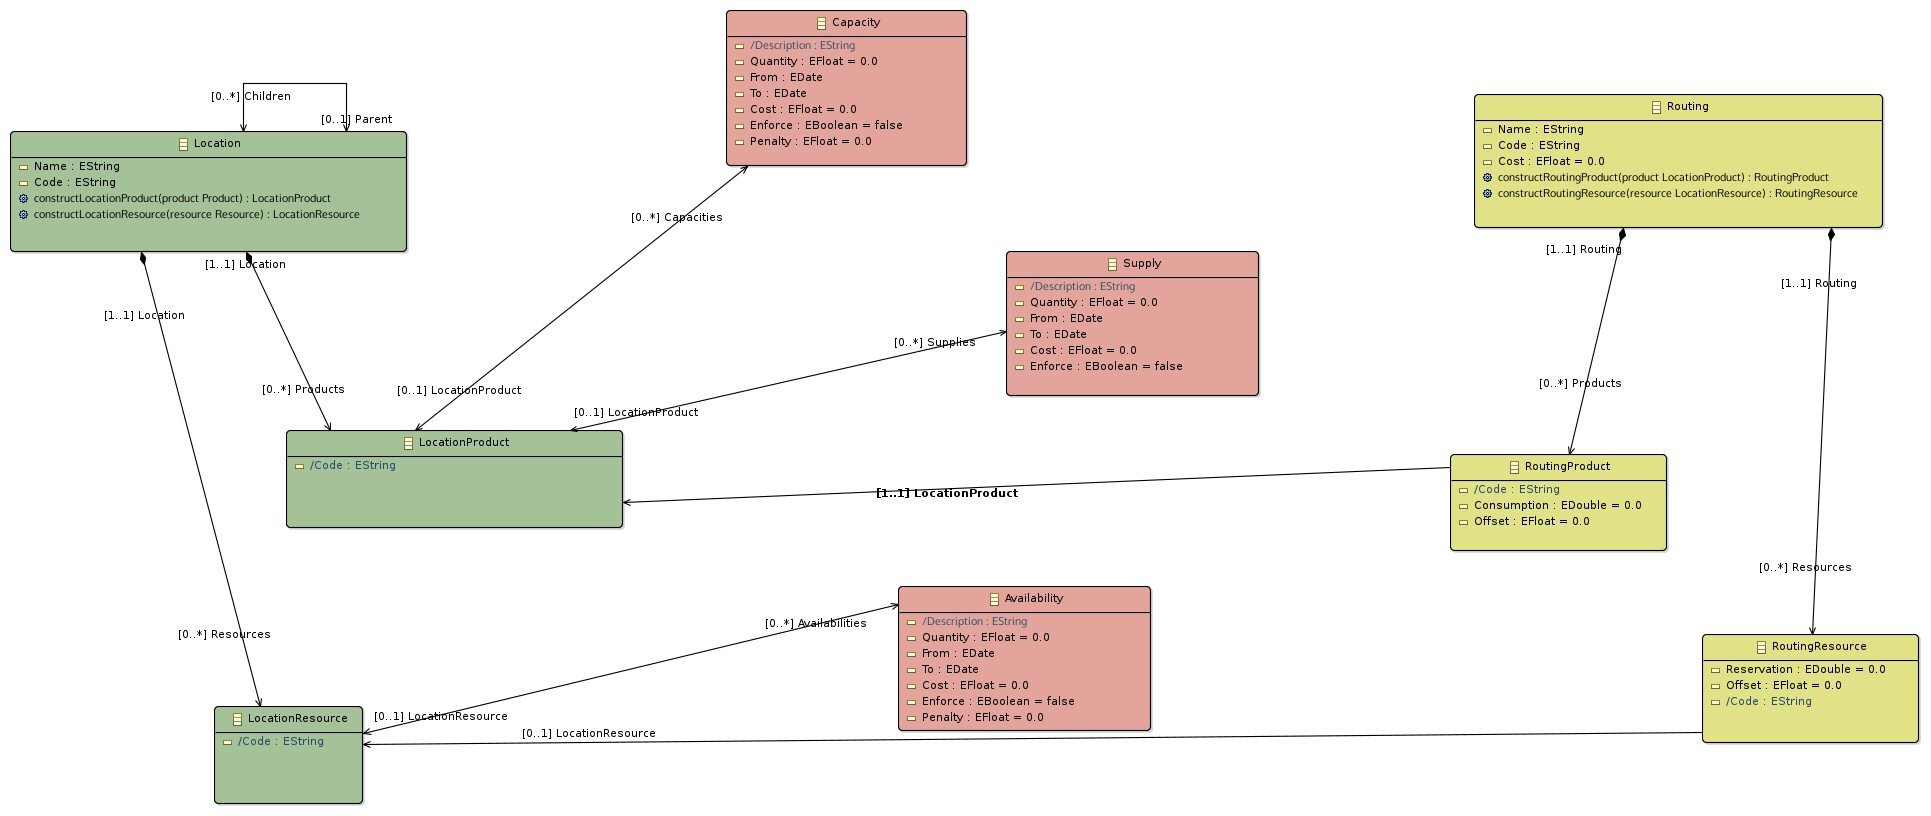 Capacity
/Description : EString
Quantity : EFloat = 0.0
From : EDate
To : EDate
Cost : EFloat = 0.0
Enforce : EBoolean = false
Penalty : EFloat = 0.0
[0..*] Children
[0..1] Parent
Location
Name : EString
Code : EString
constructLocationProduct(product Product) : LocationProduct
constructLocationResource(resource Resource) : LocationResource
Routing
Name : EString
Code : EString
Cost : EFloat = 0.0
constructRoutingProduct(product LocationProduct) : RoutingProduct
constructRoutingResource(resource LocationResource) : RoutingResource
[0..*] Capacities
[1..1] Location
[1..1] Location
[1..1] Routing
[1..1] Routing
Supply
/Description : EString
Quantity : EFloat = 0.0
From : EDate
To : EDate
Cost : EFloat = 0.0
Enforce : EBoolean = false
[0..*] Supplies
[0..*] Products
[0..1] LocationProduct
[0..1] LocationProduct
[0..*] Products
LocationProduct
/Code : EString
[1..1] LocationProduct
RoutingProduct
/Code : EString
Consumption : EDouble = 0.0
Offset : EFloat = 0.0
[0..*] Resources
Availability
/Description : EString
Quantity : EFloat = 0.0
From : EDate
To : EDate
Cost : EFloat = 0.0
Enforce : EBoolean = false
Penalty : EFloat = 0.0
[0..*] Availabilities
[0..*] Resources
RoutingResource
Reservation : EDouble = 0.0
Offset : EFloat = 0.0
/Code : EString
LocationResource
/Code : EString
[0..1] LocationResource
[0..1] LocationResource